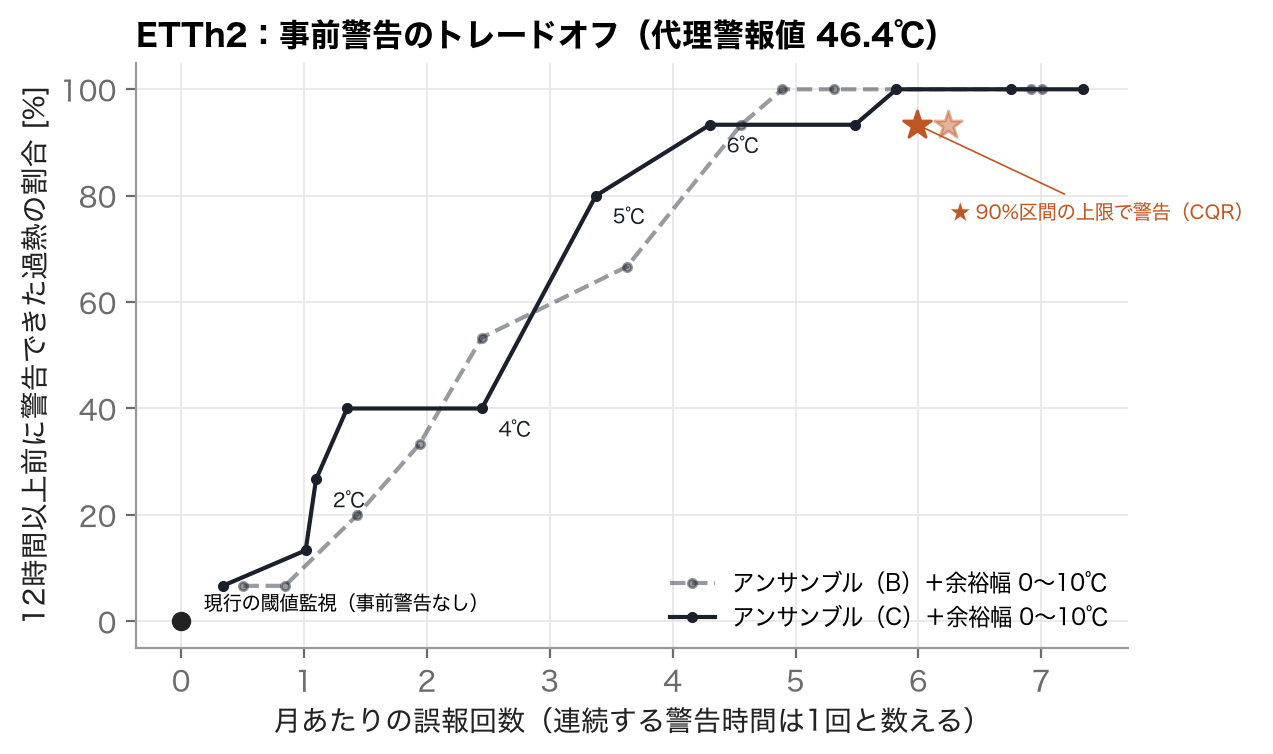 ETTh2：事前警告のトレードオフ（代理警報値 46.4℃）
12時間以上前に警告できた過熱の割合 [%]
100
80
60
40
20
0
6℃
5℃
4℃
2℃
★ 90%区間の上限で警告（CQR）
現行の閾値監視（事前警告なし）
アンサンブル（B）＋余裕幅 0〜10℃
アンサンブル（C）＋余裕幅 0〜10℃
0 1 2 3 4 5 6 7
月あたりの誤報回数（連続する警告時間は1回と数える）